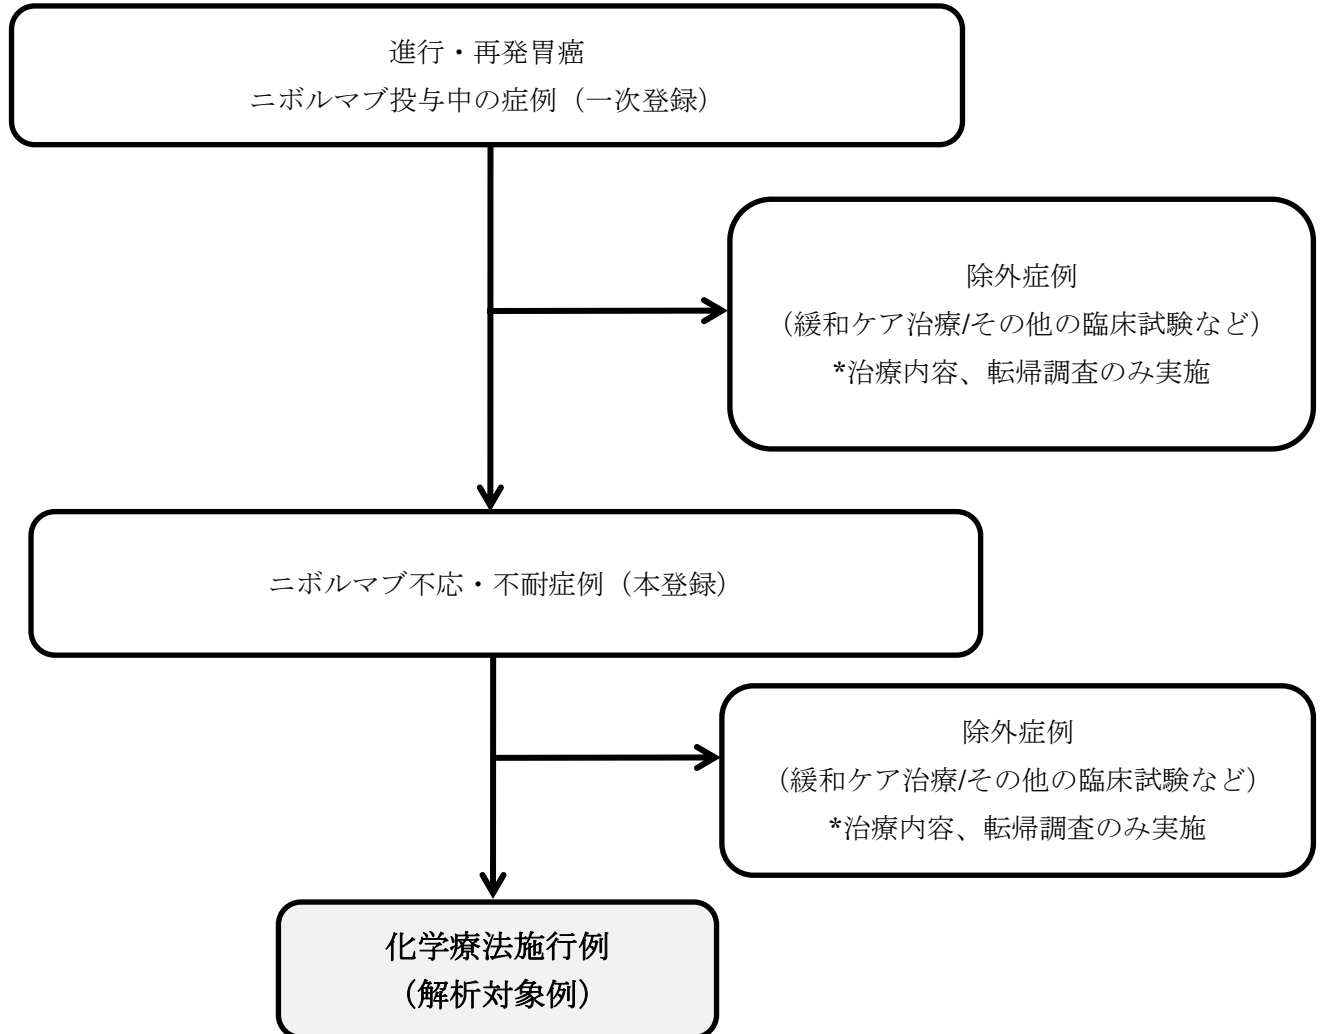 進行・再発胃癌
ニボルマブ投与中の症例（一次登録）
除外症例
（緩和ケア治療/その他の臨床試験など）
*治療内容、転帰調査のみ実施
ニボルマブ不応・不耐症例（本登録）
除外症例
（緩和ケア治療/その他の臨床試験など）
*治療内容、転帰調査のみ実施
化学療法施行例
（解析対象例）